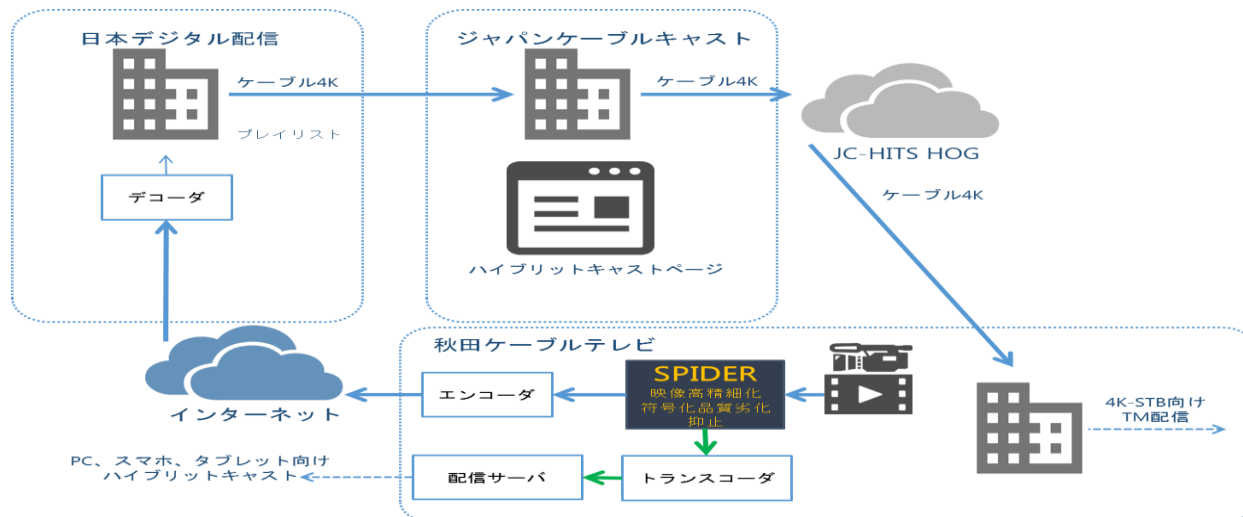 日本デジタル配信
ケーブル4K
プレイリスト
デコーダ
ジャパンケーブルキャスト
ケーブル4K
ハイブリットキャストページ
JC-HITS HOG
ケーブル4K
インターネット
秋田ケーブルテレビ
エンコーダ
SPIDER
映像高精細化
符号化品質劣化
抑止
4K-STB向け
TM配信
PC、スマホ、タブレット向け
ハイブリットキャスト
配信サーバ
トランスコーダ